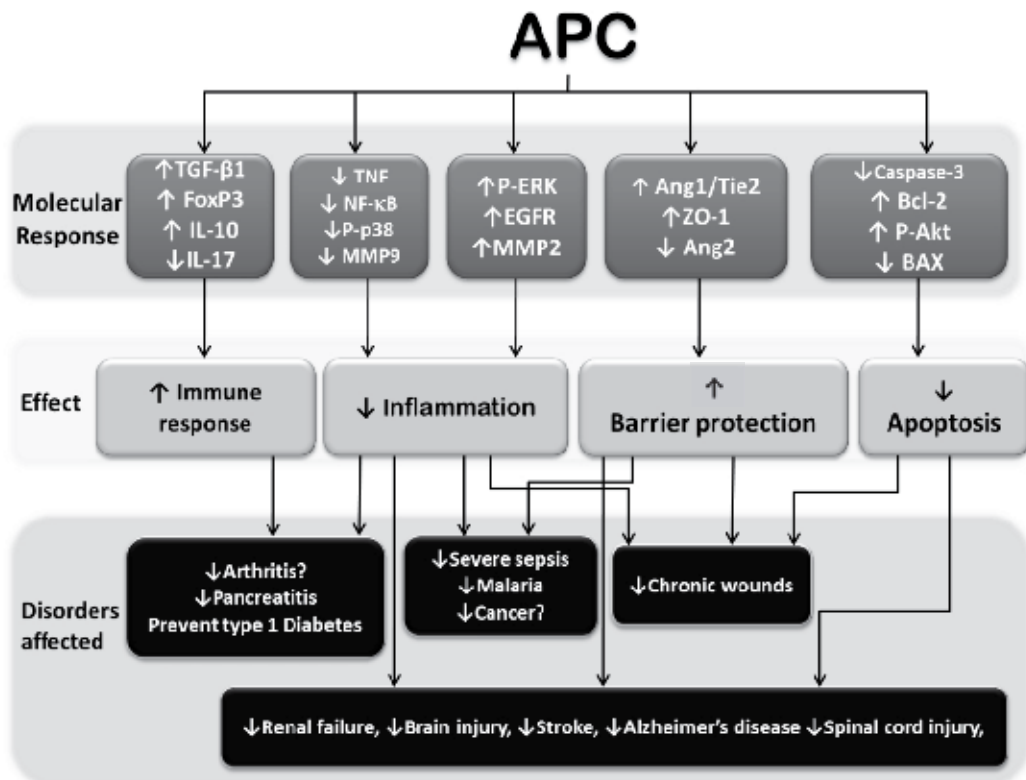 APC
Molecular
Response
↑TGF-β1
↑ FoxP3
↑ IL-10
↓IL-17
↓ TNF
↓ NF-κB
↓P-p38
↓ MMP9
↑P-ERK
↑EGFR
↑MMP2
↑ Ang1/Tie2
↑ZO-1
↓ Ang2
↓Caspase-3
↑ Bcl-2
↑ P-Akt
↓ BAX
Effect
↑ Immune
response
↓ Inflammation
↑
Barrier protection
↓
Apoptosis
Disorders
affected
↓Arthritis?
↓Pancreatitis
Prevent type 1 Diabetes
↓Severe sepsis
↓Malaria
↓Cancer?
↓Chronic wounds
↓Renal failure, ↓Brain injury, ↓Stroke, ↓Alzheimer's disease ↓Spinal cord injury,